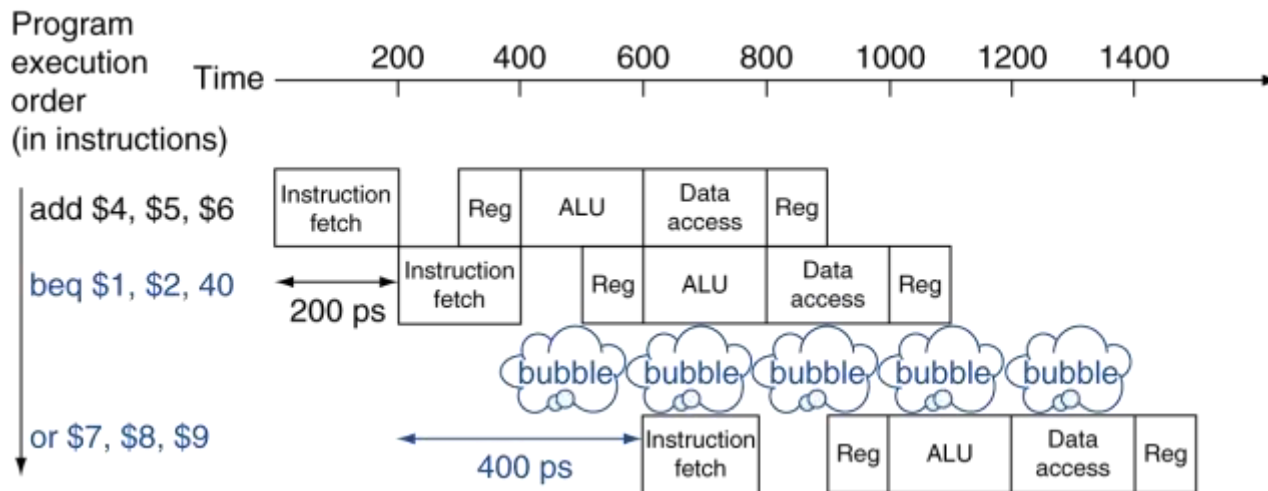 Program
execution
order
(in instructions)
Time
200 400 600 800 1000 1200 1400
add $4, $5, $6
Instruction
fetch
Reg
ALU
Data
access
Reg
beq $1, $2, 40
200 ps
Instruction
fetch
Reg
ALU
Data
access
Reg
bubble bubble bubble bubble bubble
or $7, $8, $9
400 ps
Instruction
fetch
Reg
ALU
Data
access
Reg